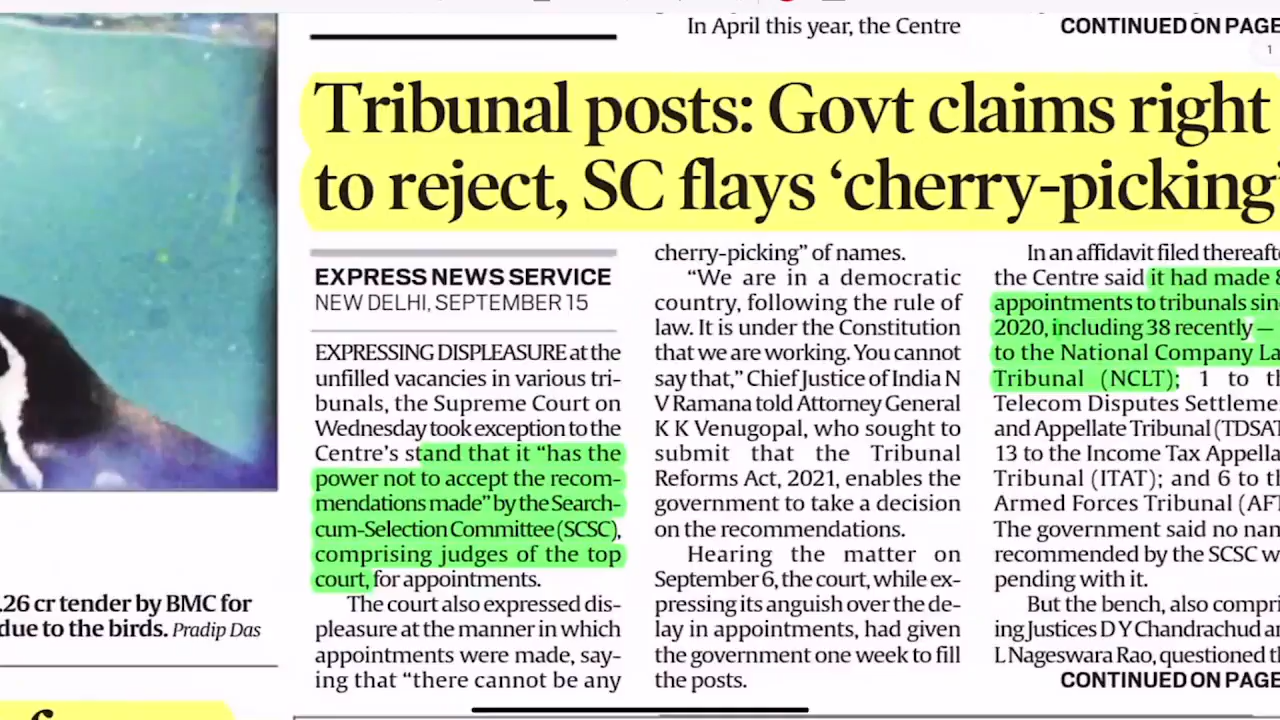 In April this year, the Centre
CONTINUED ON PAGE
1
Tribunal posts: Govt claims right
to reject, SC flays ‘cherry-picking’
EXPRESS NEWS SERVICE
NEW DELHI, SEPTEMBER 15
EXPRESSING DISPLEASURE at the
unfilled vacancies in various tri-
bunals, the Supreme Court on
Wednesday took exception to the
Centre’s stand that it “has the
power not to accept the recom-
mendations made” by the Search-
cum-Selection Committee (SCSC),
comprising judges of the top
court, for appointments.
The court also expressed dis-
pleasure at the manner in which
appointments were made, say-
ing that “there cannot be any
cherry-picking” of names.
“We are in a democratic
country, following the rule of
law. It is under the Constitution
that we are working. You cannot
say that,” Chief Justice of India N
V Ramana told Attorney General
K K Venugopal, who sought to
submit that the Tribunal
Reforms Act, 2021, enables the
government to take a decision
on the recommendations.
Hearing the matter on
September 6, the court, while ex-
pressing its anguish over the de-
lay in appointments, had given
the government one week to fill
the posts.
In an affidavit filed
the Centre said it had made
appointments to tribunals
2020, including 38 recently —
to the National Company
Tribunal (NCLT); 1 to
Telecom Disputes
and Appellate Tribunal (TDSAT
13 to the Income Tax
Tribunal (ITAT); and 6 to
Armed Forces Tribunal
The government said no
recommended by the SCSC
pending with it.
But the bench, also
ing Justices D Y Chandrachud
L Nageswara Rao, questioned
CONTINUED ON PAGE
.26 cr tender by BMC for
due to the birds. Pradip Das